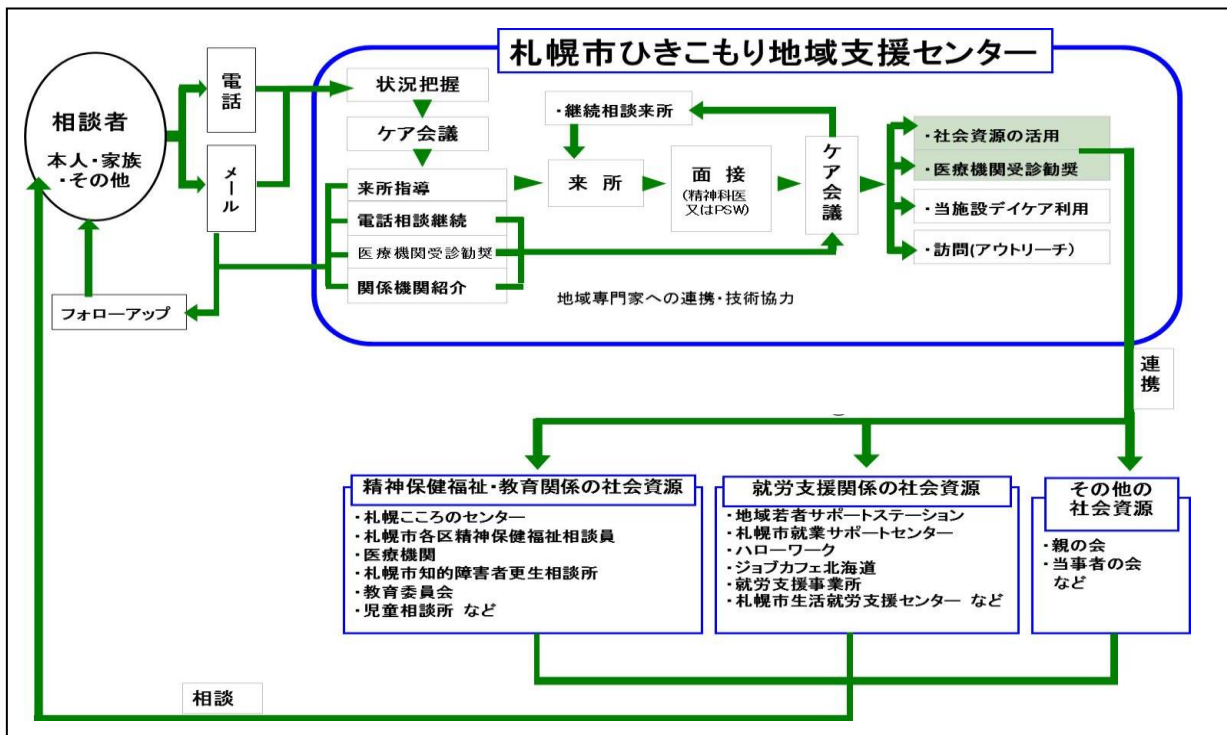 札幌市ひきこもり地域支援センター
相談者
本人・家族
・その他
電話
メール
フォローアップ
状況把握
ケア会議
来所指導
電話相談継続
医療機関受診勧奨
関係機関紹介
・継続相談来所
来所
面接
(精神科医
又はPSW)
ケア会議
・社会資源の活用
・医療機関受診勧奨
・当施設デイケア利用
・訪問(アウトリーチ)
地域専門家への連携・技術協力
連携
精神保健福祉・教育関係の社会資源
・札幌こころのセンター
・札幌市各区精神保健福祉相談員
・医療機関
・札幌市知的障害者更生相談所
・教育委員会
・児童相談所 など
就労支援関係の社会資源
・地域若者サポートステーション
・札幌市就業サポートセンター
・ハローワーク
・ジョブカフェ北海道
・就労支援事業所
・札幌市生活就労支援センター など
その他の
社会資源
・親の会
・当事者の会
など
相談